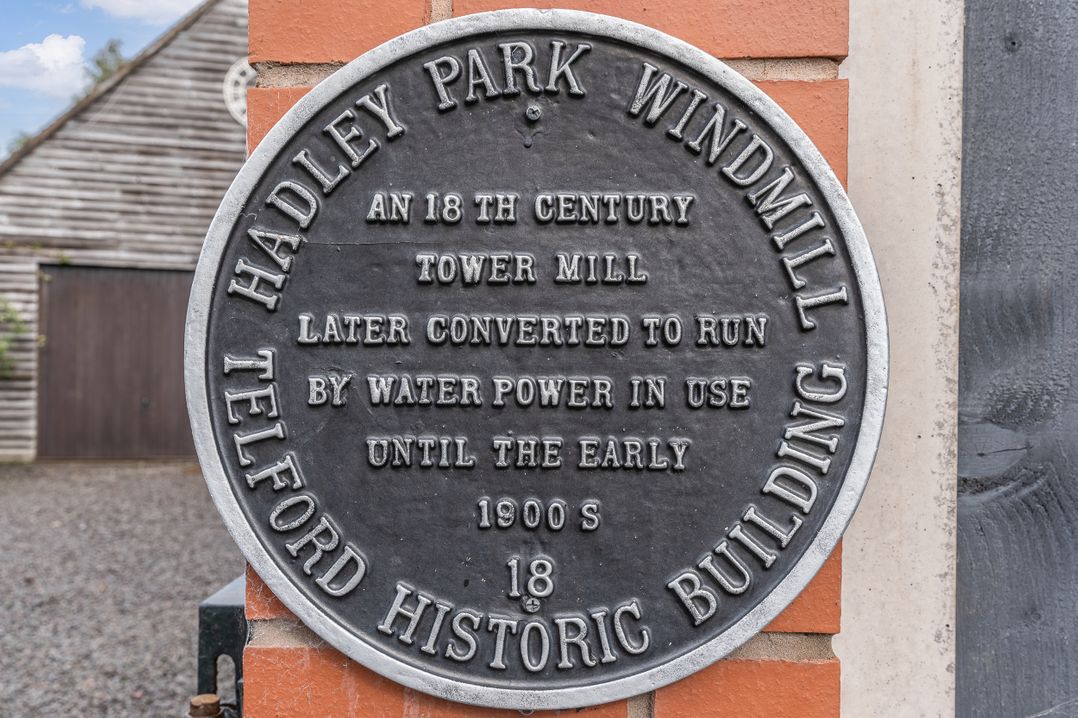 HADLEY PARK WINDMILL
AN 18 TH CENTURY
TOWER MILL
LATER CONVERTED TO RUN
BY WATER POWER IN USE
UNTIL THE EARLY
1900 S
18
TELFORD HISTORIC BUILDING